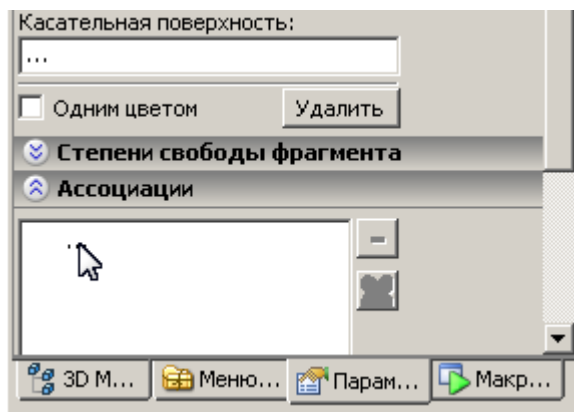 Касательная поверхность:
...
Одним цветом Удалить
Степени свободы фрагмента
Ассоциации
3D М... Меню... Парам... Макр...